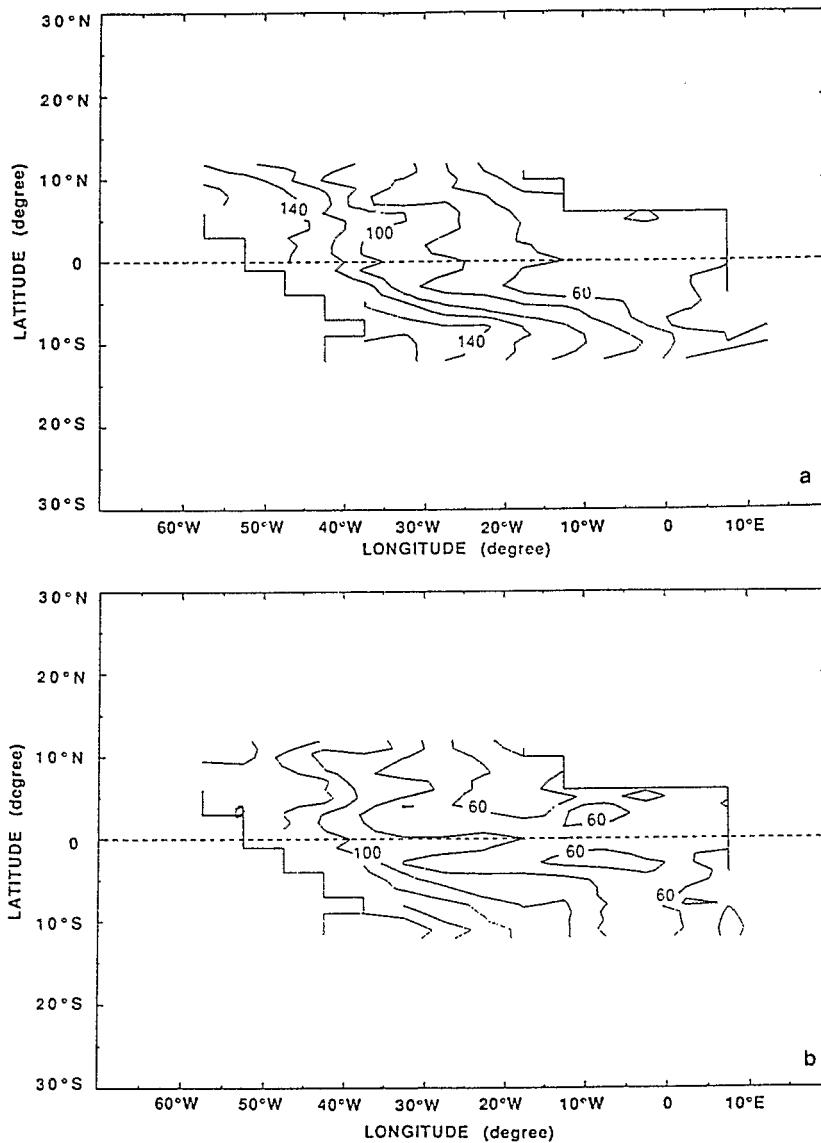 30°N
20°N
10°N
0
10°S
20°S
30°S
LATITUDE (degree)
140
100
60
140
a
60°W 50°W 40°W 30°W 20°W 10°W 0 10°E
LONGITUDE (degree)
30°N
20°N
10°N
0
10°S
20°S
30°S
LATITUDE (degree)
60
60
100
60
60
b
60°W 50°W 40°W 30°W 20°W 10°W 0 10°E
LONGITUDE (degree)